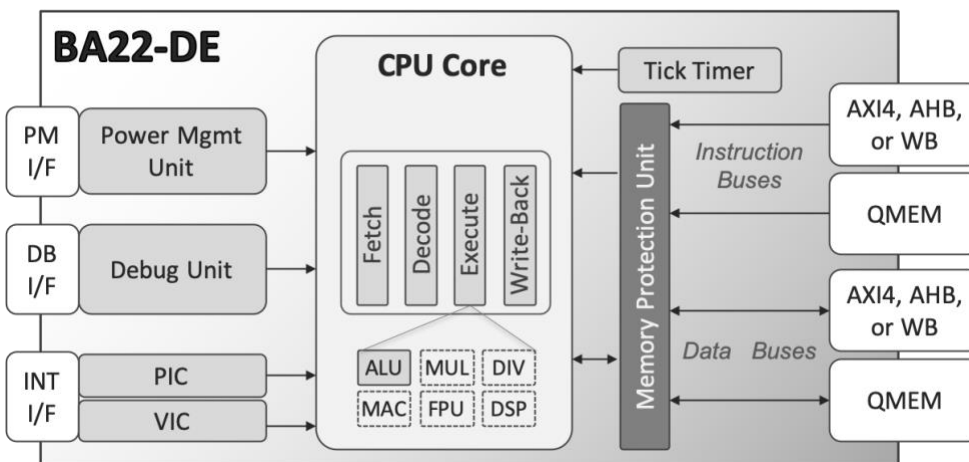 BA22-DE
CPU Core
Tick Timer
PM
I/F
Power Mgmt
Unit
DB
I/F
Debug Unit
INT
I/F
PIC
VIC
Fetch
Decode
Execute
Write-Back
ALU
MUL
DIV
MAC
FPU
DSP
Memory Protection Unit
Instruction
Buses
Data Buses
AXI4, AHB,
or WB
QMEM
AXI4, AHB,
or WB
QMEM